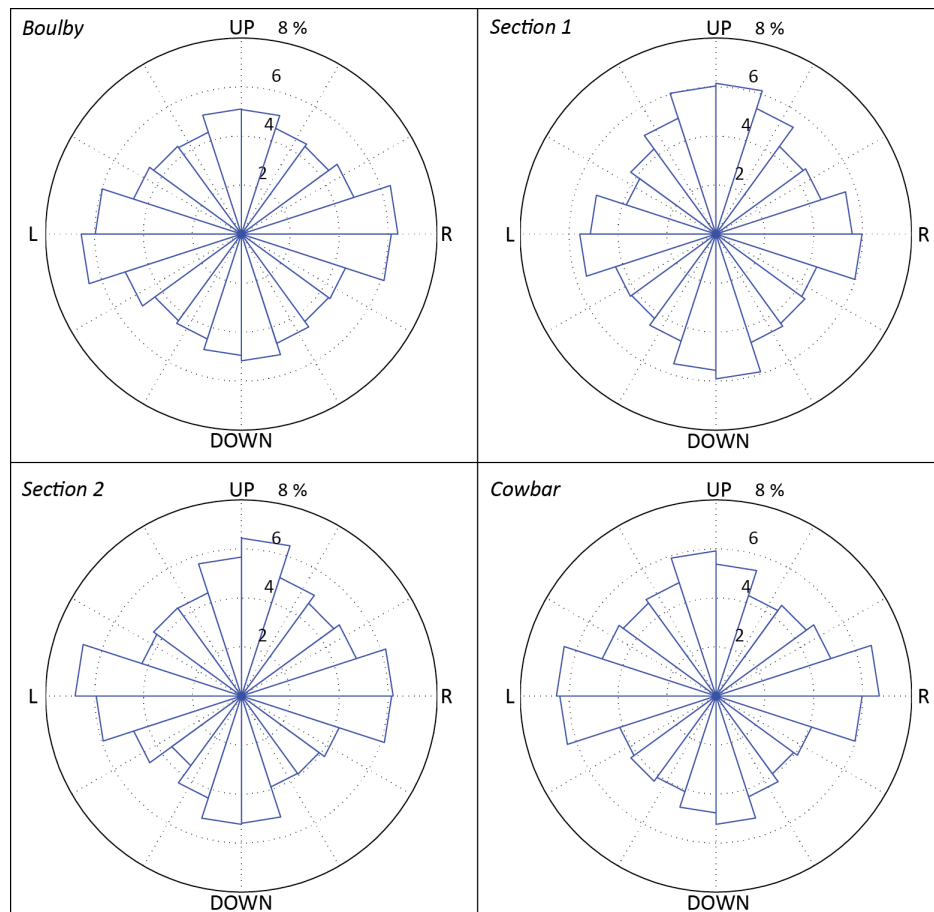 Boulby
UP 8 %
6
4
2
L
R
DOWN
Section 1
UP 8 %
6
4
2
L
R
DOWN
Section 2
UP 8 %
6
4
2
L
R
DOWN
Cowbar
UP 8 %
6
4
2
L
R
DOWN